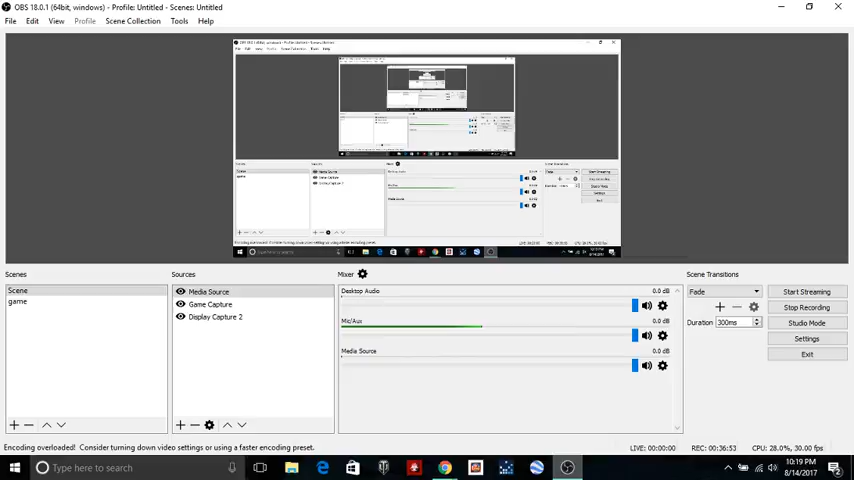 OBS 18.0.1 (64bit, windows) - Profile: Untitled - Scenes: Untitled
File Edit View Profile Scene Collection Tools Help
Scenes
Scene
game
Sources
Media Source
Game Capture
Display Capture 2
Mixer
Desktop Audio 0.0 dB
Mic/Aux 0.0 dB
Media Source 0.0 dB
Scene Transitions
Fade
Duration 300ms
Start Streaming
Stop Recording
Studio Mode
Settings
Exit
Encoding overloaded! Consider turning down video settings or using a faster encoding preset.
LIVE: 00:00:00 REC: 00:36:53 CPU: 28.0%, 30.00 fps
Type here to search
10:19 PM
8/14/2017
2